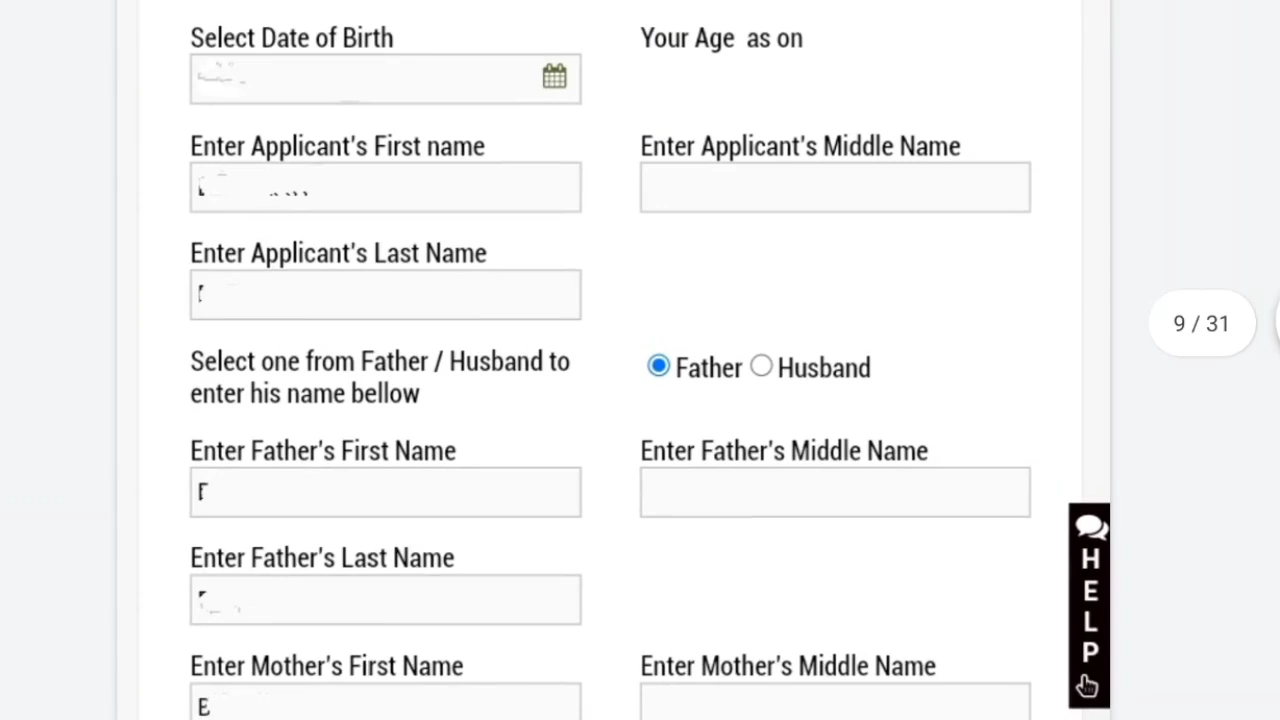 Select Date of Birth
Your Age as on
Enter Applicant's First name
Enter Applicant's Middle Name
Enter Applicant's Last Name
9 / 31
Select one from Father / Husband to
enter his name bellow
Father Husband
Enter Father's First Name
Enter Father's Middle Name
Enter Father's Last Name
HELP
Enter Mother's First Name
Enter Mother's Middle Name